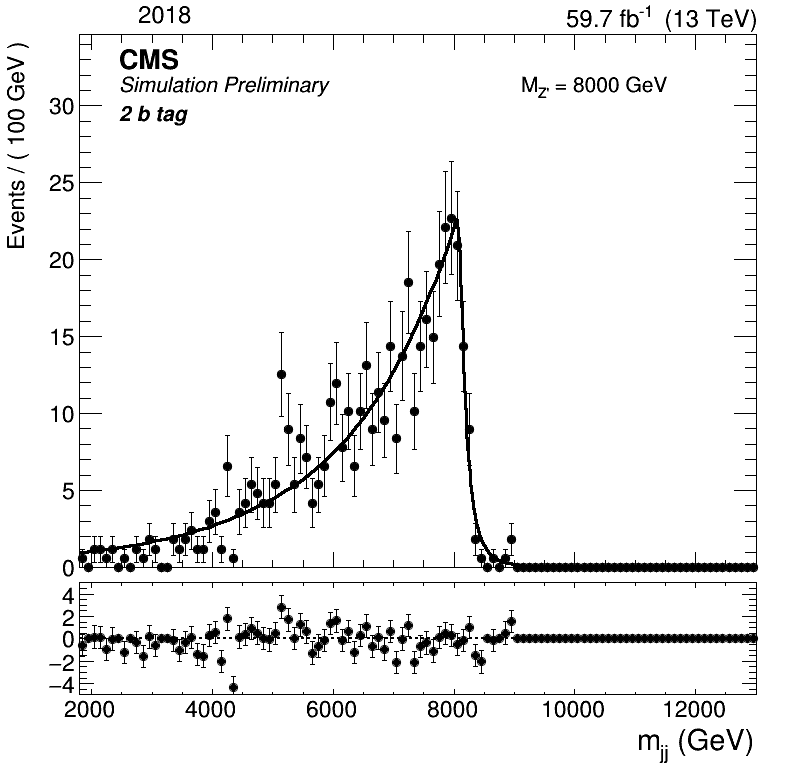 2018 59.7 fb⁻¹ (13 TeV)
CMS
Simulation Preliminary
M_Z' = 8000 GeV
2 b tag
Events / ( 100 GeV )
30
25
20
15
10
5
0
4
2
0
−2
−4
2000 4000 6000 8000 10000 12000
m_jj (GeV)